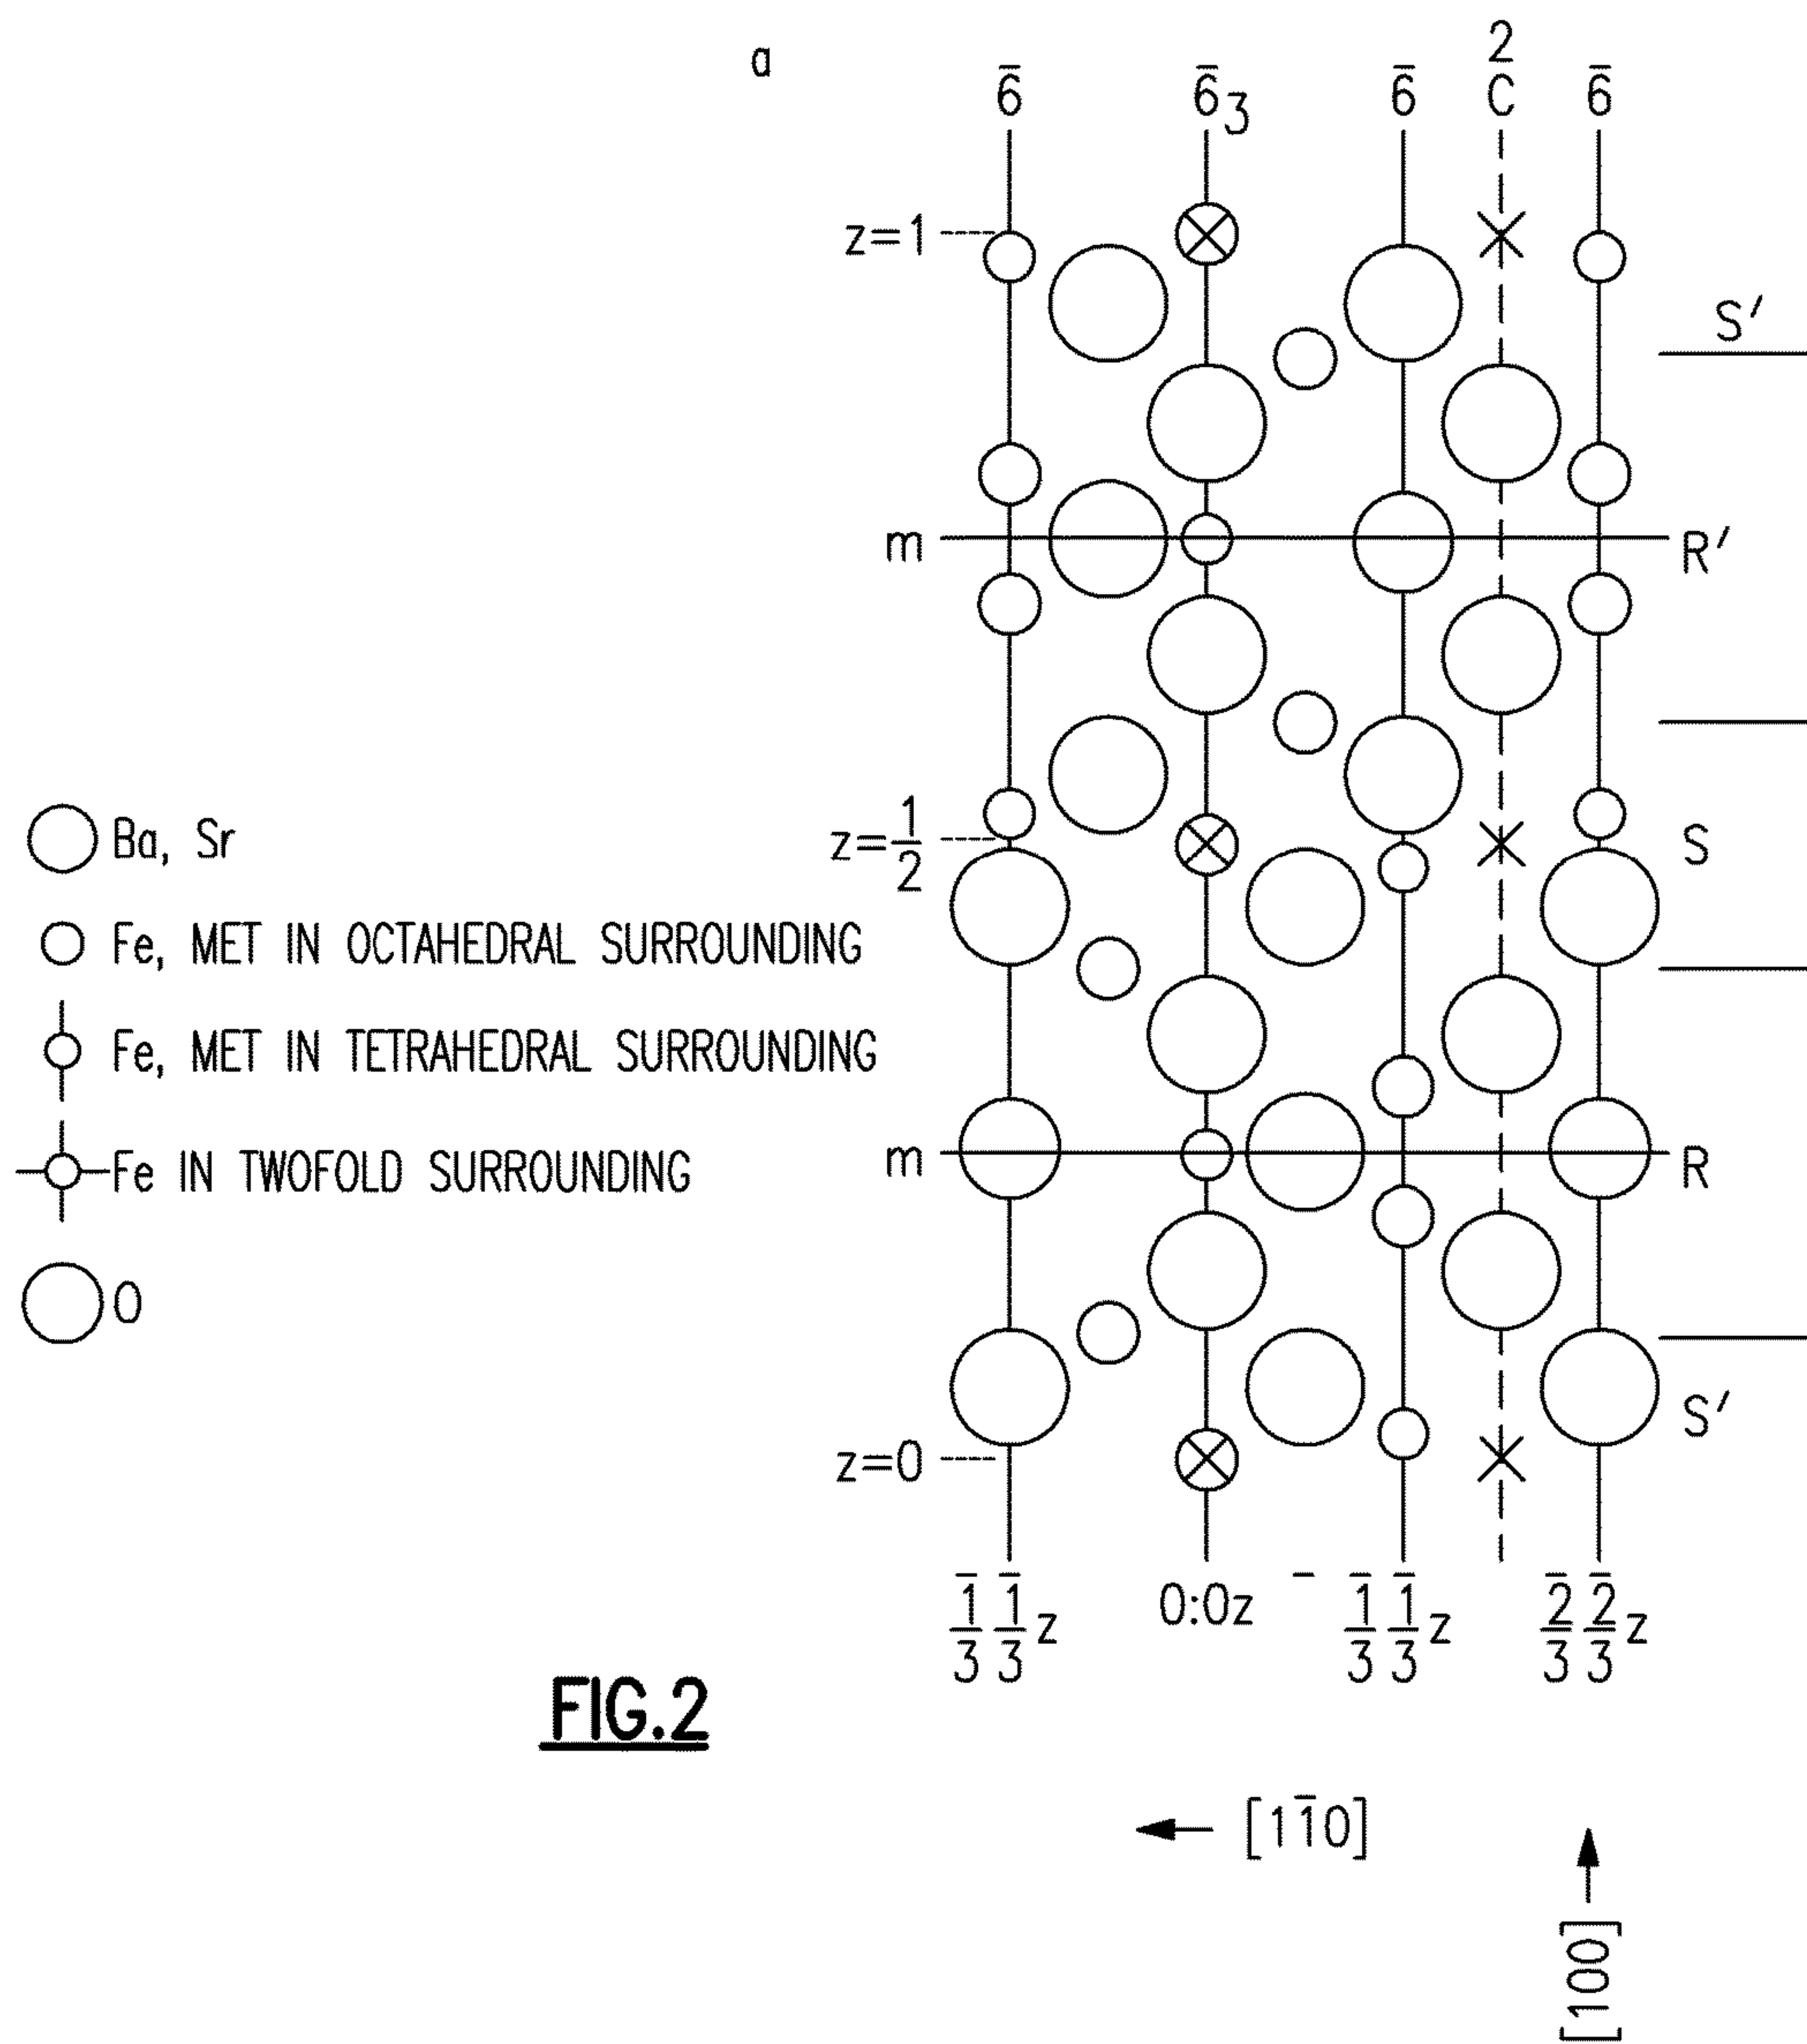 a
6̅ 6̅3 6̅ 2/C 6̅
z=1
S′
m R′
z=1/2 S
m R
z=0 S′
Ba, Sr
Fe, MET IN OCTAHEDRAL SURROUNDING
Fe, MET IN TETRAHEDRAL SURROUNDING
Fe IN TWOFOLD SURROUNDING
O
1̅/3 1̅/3 z 0:0z - 1̅/3 1̅/3 z 2̅/3 2̅/3 z
FIG.2
[11̅0]
[100]